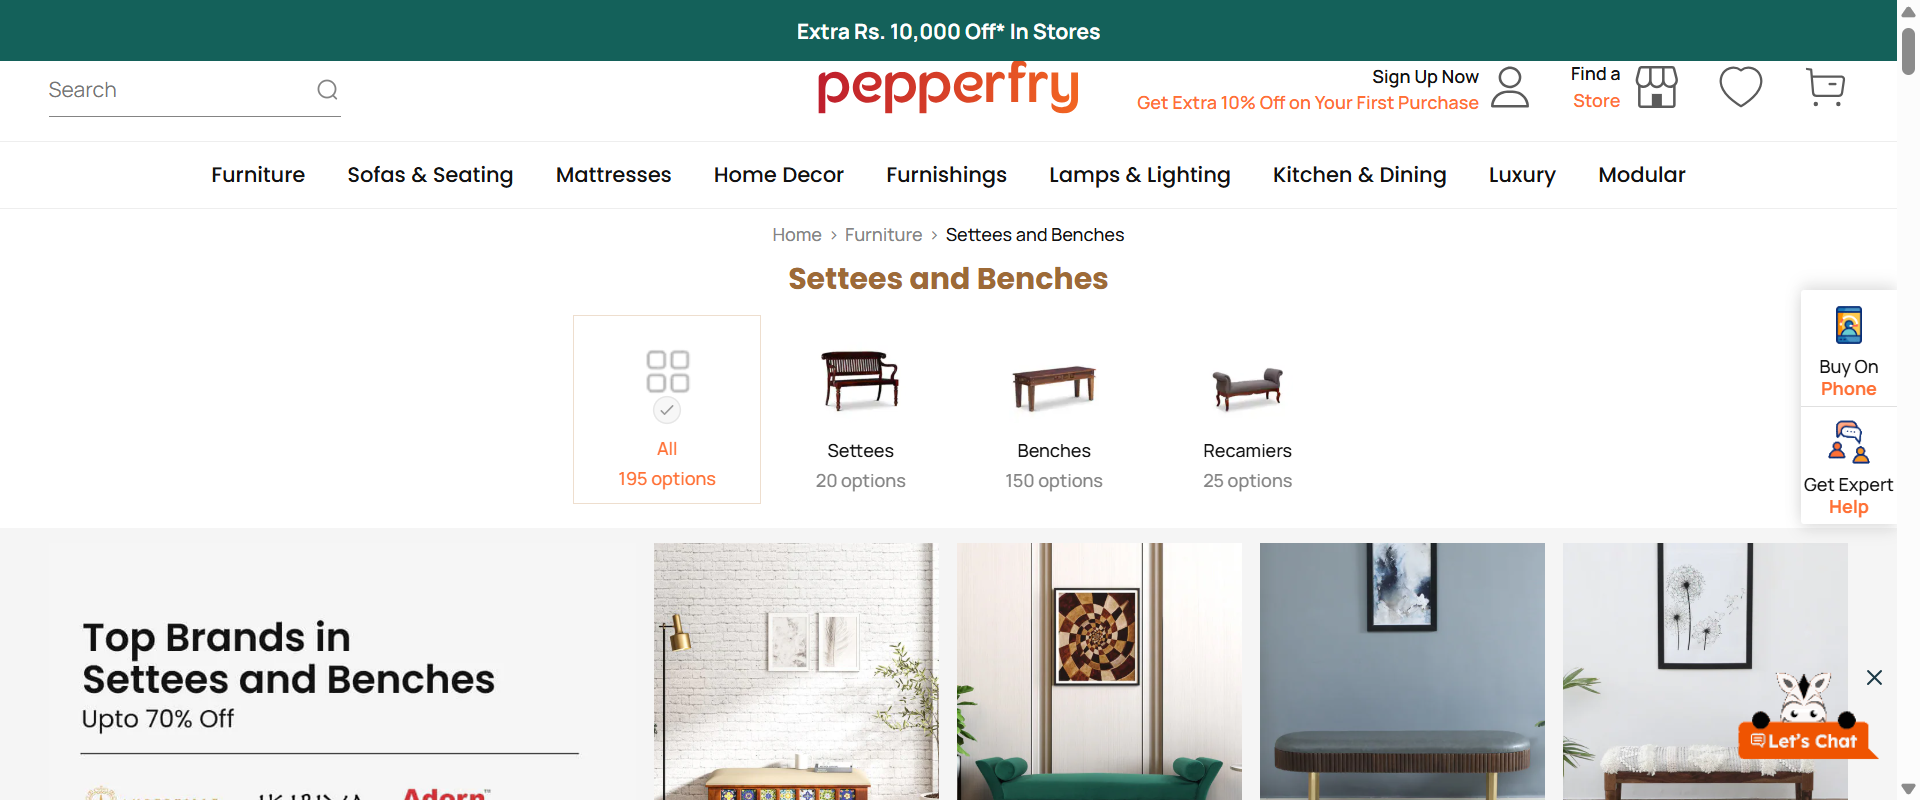 Extra Rs. 10,000 Off* In Stores
Search
pepperfry
Sign Up Now
Get Extra 10% Off on Your First Purchase
Find a
Store
Furniture
Sofas & Seating
Mattresses
Home Decor
Furnishings
Lamps & Lighting
Kitchen & Dining
Luxury
Modular
Home > Furniture > Settees and Benches
Settees and Benches
All
195 options
Settees
20 options
Benches
150 options
Recamiers
25 options
Buy On
Phone
Get Expert
Help
Top Brands in
Settees and Benches
Upto 70% Off
Adorn
Let's Chat